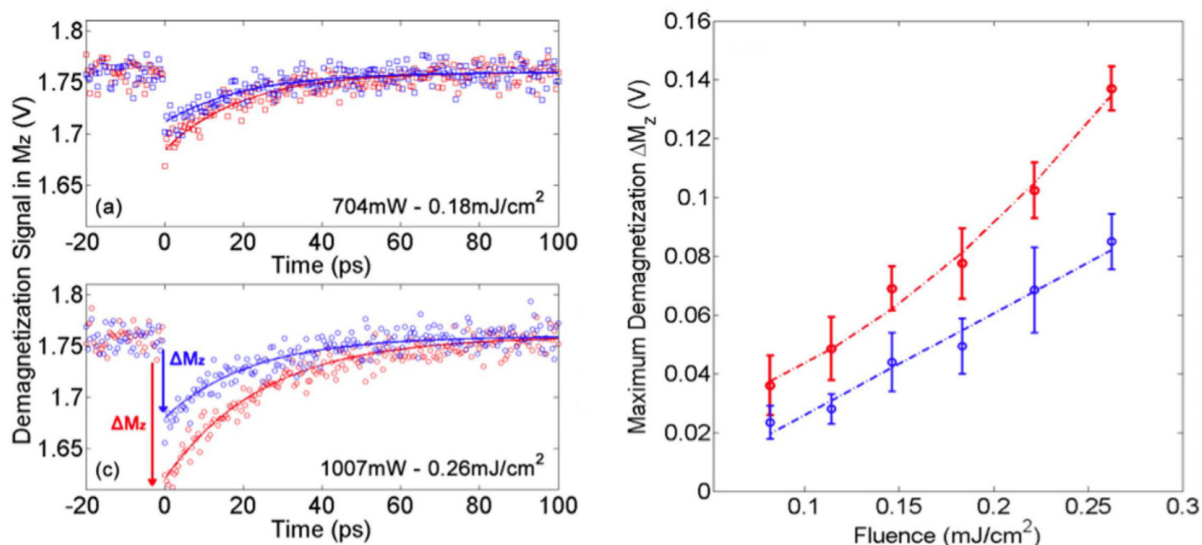 Demagnetization Signal in Mz (V)
1.8
1.75
1.7
1.65
(a)
704mW - 0.18mJ/cm²
-20 0 20 40 60 80 100
Time (ps)
1.8
1.75
1.7
1.65
ΔMz
ΔMz
(c)
1007mW - 0.26mJ/cm²
-20 0 20 40 60 80 100
Time (ps)
Maximum Demagnetization ΔMz (V)
0.16
0.14
0.12
0.1
0.08
0.06
0.04
0.02
0
0.1 0.15 0.2 0.25 0.3
Fluence (mJ/cm²)